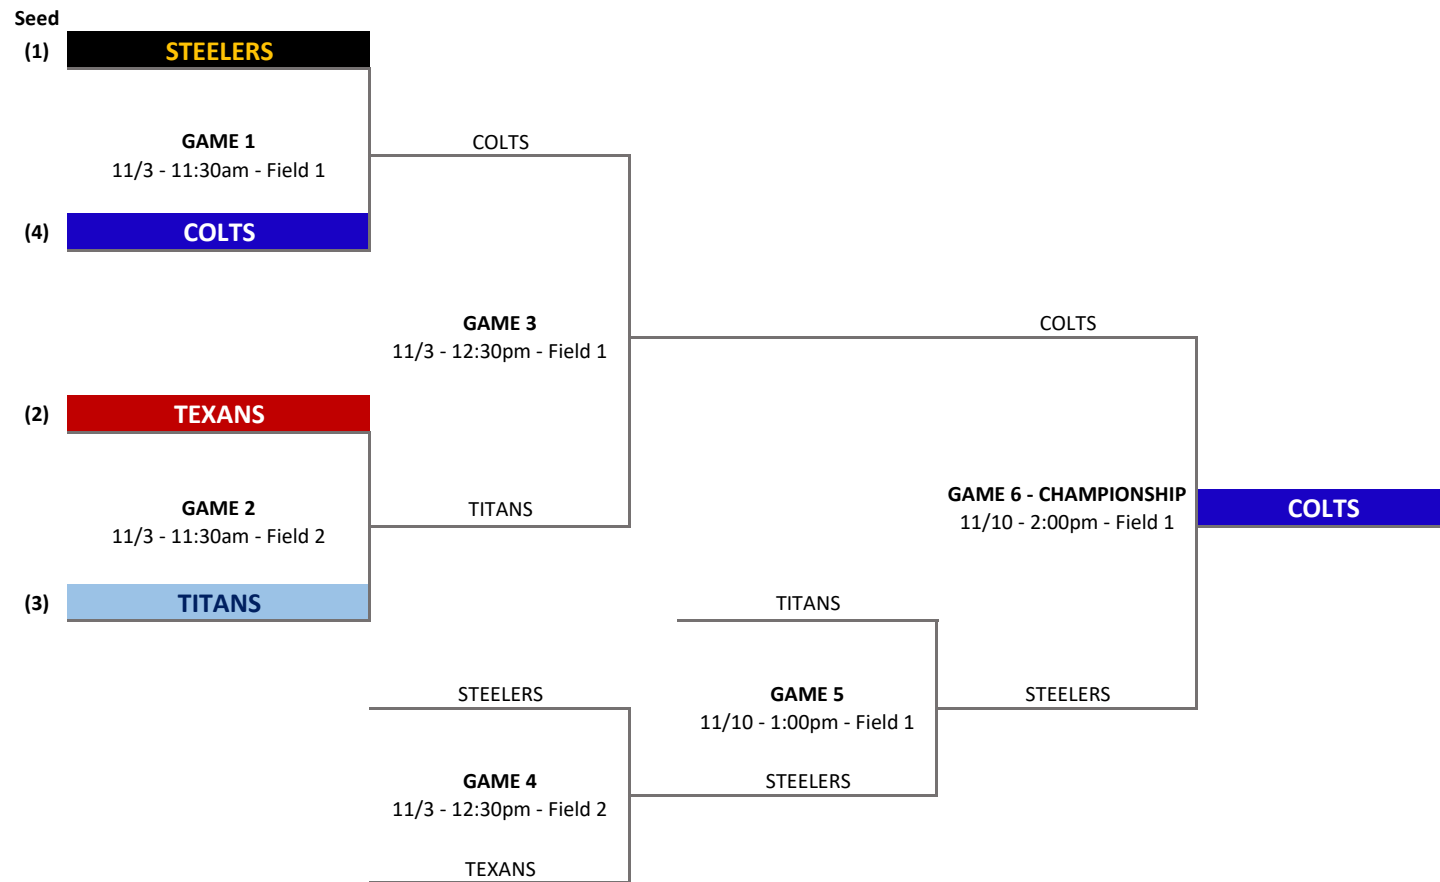 Seed
(1) STEELERS
GAME 1
11/3 - 11:30am - Field 1
COLTS
(4) COLTS
GAME 3
11/3 - 12:30pm - Field 1
COLTS
(2) TEXANS
GAME 2
11/3 - 11:30am - Field 2
TITANS
GAME 6 - CHAMPIONSHIP
11/10 - 2:00pm - Field 1
COLTS
(3) TITANS
TITANS
STEELERS
GAME 5
11/10 - 1:00pm - Field 1
STEELERS
GAME 4
11/3 - 12:30pm - Field 2
STEELERS
TEXANS